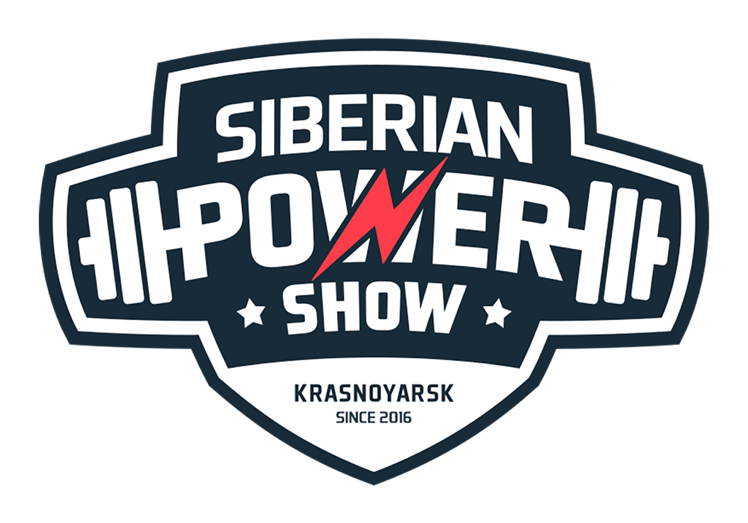 SIBERIAN
POWER
SHOW
KRASNOYARSK
SINCE 2016